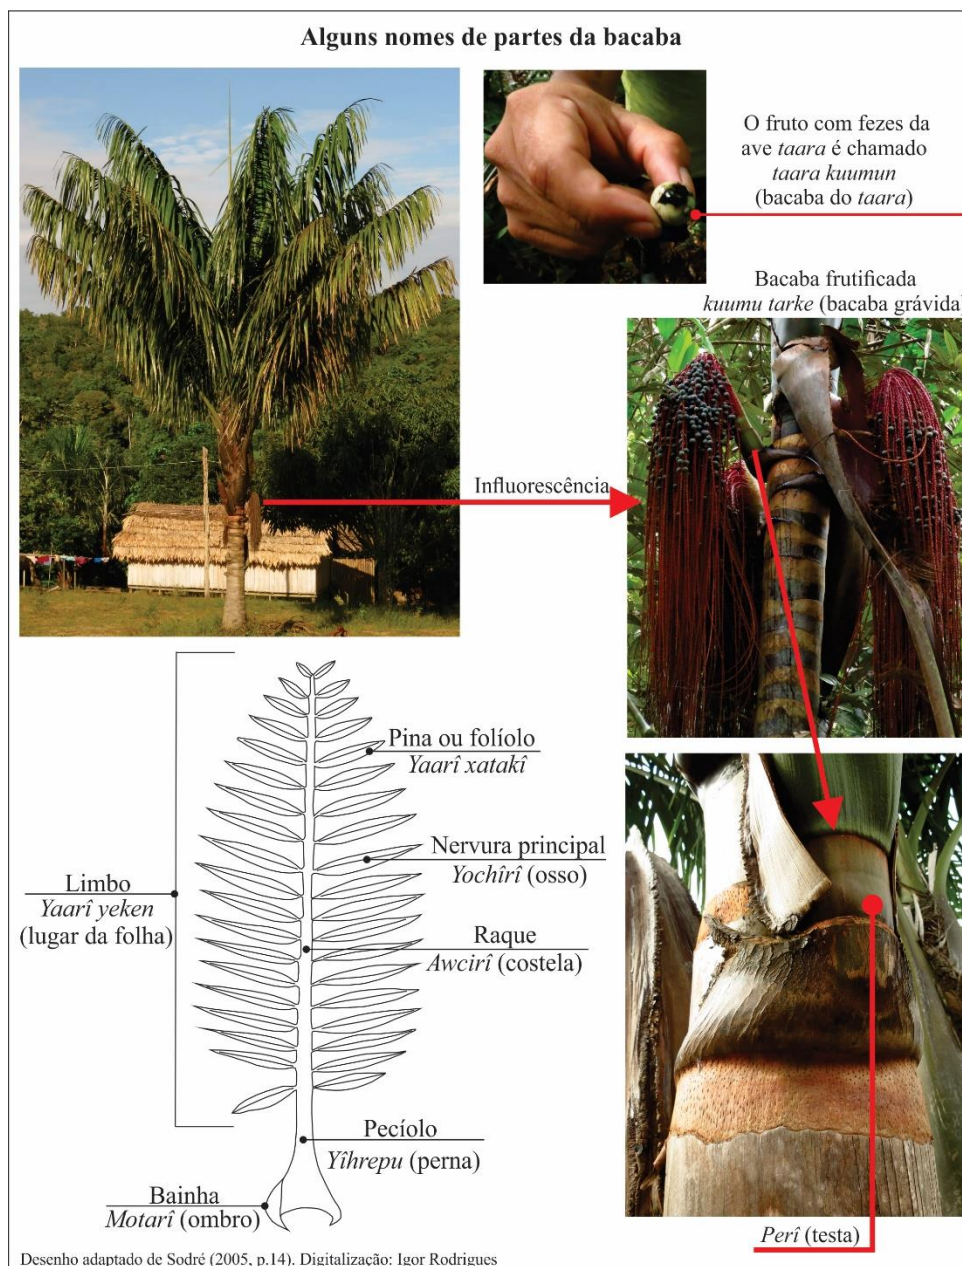 Alguns nomes de partes da bacaba
O fruto com fezes da
ave taara é chamado
taara kuumun
(bacaba do taara)
Bacaba frutificada
kuumu tarke (bacaba grávida)
Influorescência
Pina ou folíolo
Yaarî xatakî
Nervura principal
Yochîrî (osso)
Limbo
Yaarî yeken
(lugar da folha)
Raque
Awcirî (costela)
Pecíolo
Yîhrepu (perna)
Bainha
Motarî (ombro)
Perî (testa)
Desenho adaptado de Sodré (2005, p.14). Digitalização: Igor Rodrigues